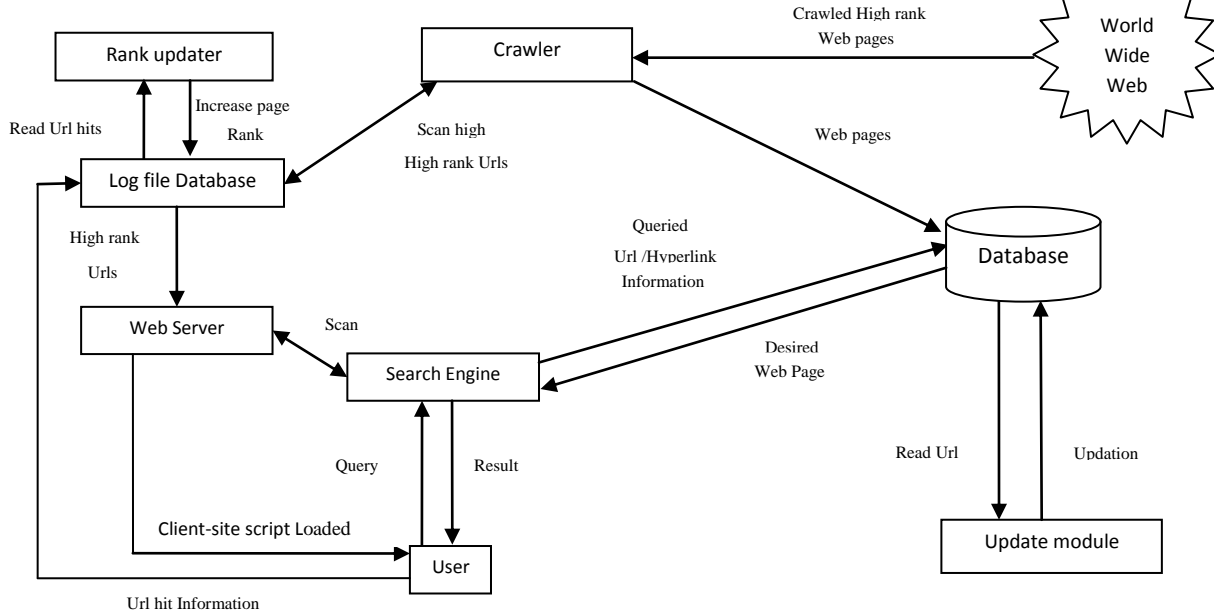 Crawled High rank
Web pages
World
Wide
Web
Rank updater
Crawler
Increase page
Rank
Read Url hits
Scan high
High rank Urls
Web pages
Log file Database
High rank
Urls
Queried
Url /Hyperlink
Information
Database
Web Server
Scan
Search Engine
Desired
Web Page
Query
Result
Read Url
Updation
Client-site script Loaded
User
Update module
Url hit Information